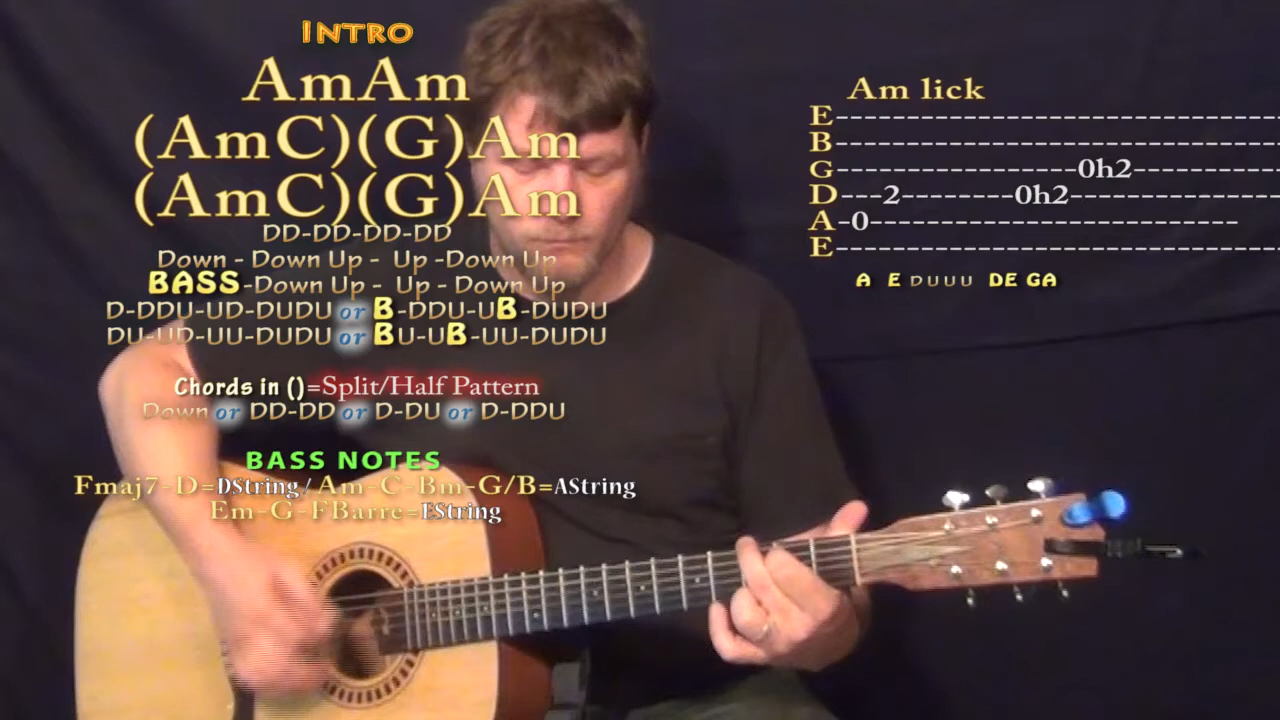 Intro
AmAm
(AmC)(G)Am
(AmC)(G)Am
DD-DD-DD-DD
Down - Down Up - Up -Down Up
BASS-Down Up - Up - Down Up
D-DDU-UD-DUDU or B-DDU-UB-DUDU
DU-UD-UU-DUDU or BU-UB-UU-DUDU
Chords in ()=Split/Half Pattern
Down or DD-DD or D-DU or D-DDU
BASS NOTES
Fmaj7-D=DString/Am-C-Bm-G/B=AString
Em-G-FBarre=EString
Am lick
E-----------------------------------
B-----------------------------------
G-------------------0h2------------
D---2---------0h2-----------------
A-0-----------------------------
E-----------------------------------
A E DUUU DE GA